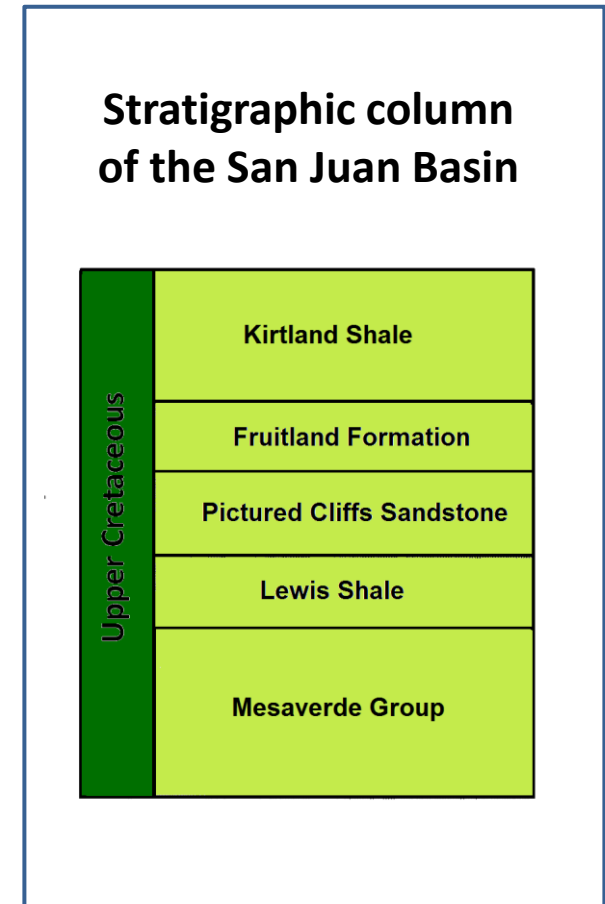 Stratigraphic column
of the San Juan Basin
Upper Cretaceous
Kirtland Shale
Fruitland Formation
Pictured Cliffs Sandstone
Lewis Shale
Mesaverde Group